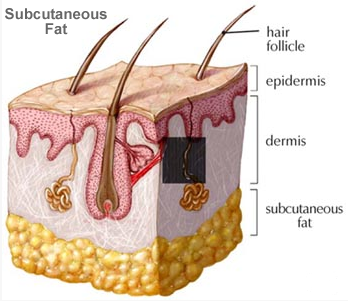 Subcutaneous
Fat
hair
follicle
epidermis
dermis
subcutaneous
fat